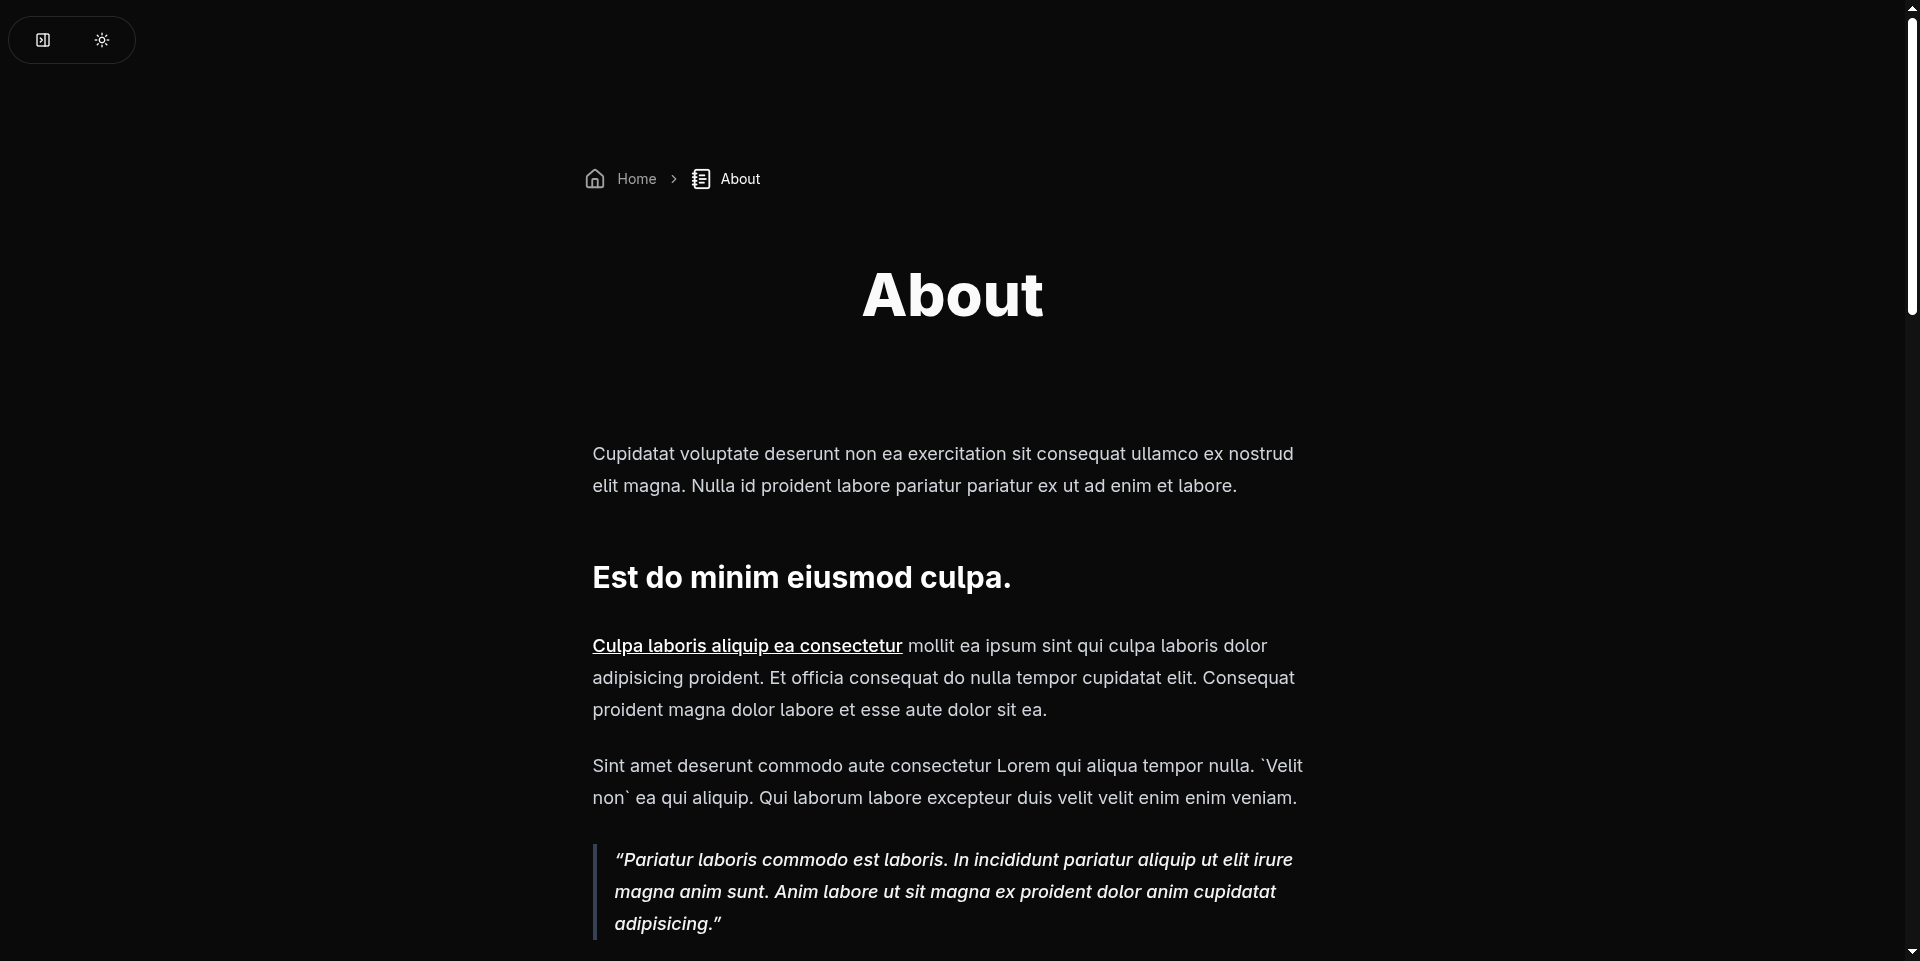 Home > About
About
Cupidatat voluptate deserunt non ea exercitation sit consequat ullamco ex nostrud
elit magna. Nulla id proident labore pariatur pariatur ex ut ad enim et labore.
Est do minim eiusmod culpa.
Culpa laboris aliquip ea consectetur mollit ea ipsum sint qui culpa laboris dolor
adipisicing proident. Et officia consequat do nulla tempor cupidatat elit. Consequat
proident magna dolor labore et esse aute dolor sit ea.
Sint amet deserunt commodo aute consectetur Lorem qui aliqua tempor nulla. `Velit
non` ea qui aliquip. Qui laborum labore excepteur duis velit velit enim enim veniam.
“Pariatur laboris commodo est laboris. In incididunt pariatur aliquip ut elit irure
magna anim sunt. Anim labore ut sit magna ex proident dolor anim cupidatat
adipisicing.”